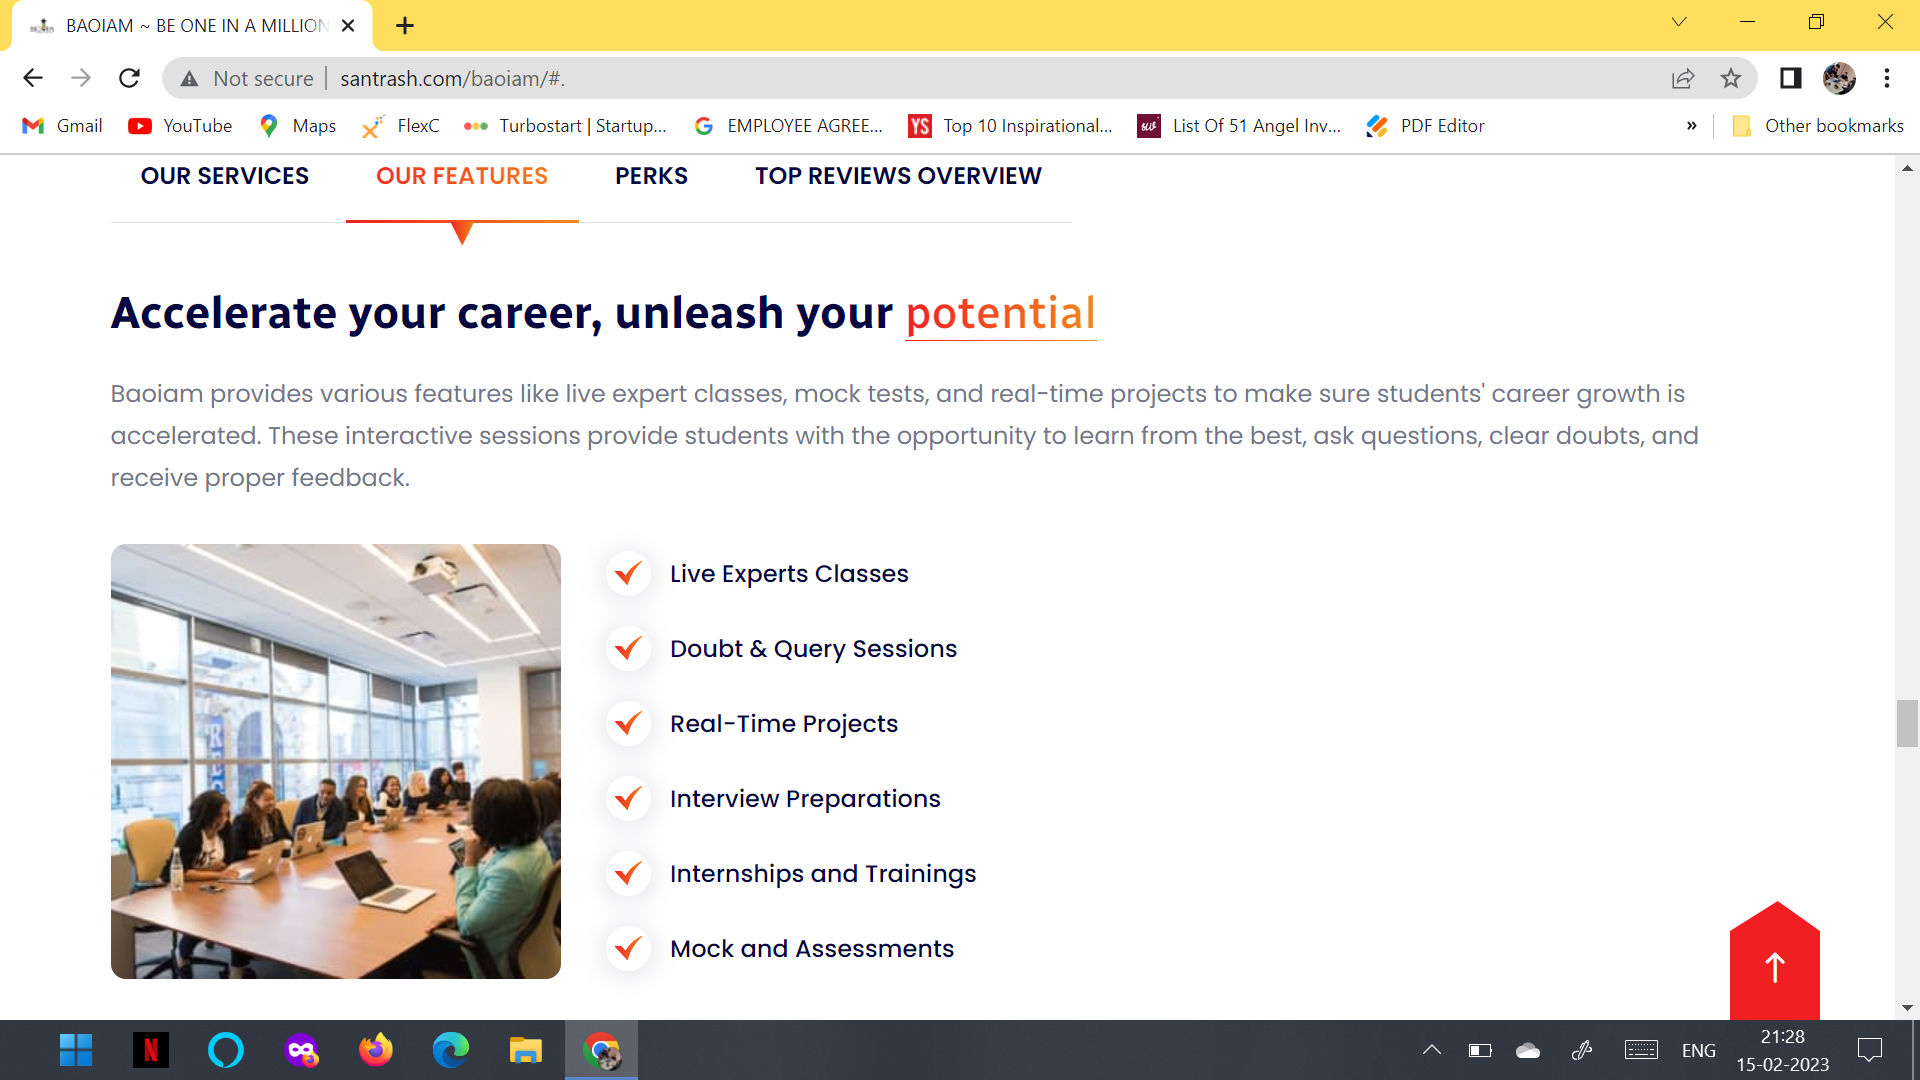 BAOIAM ~ BE ONE IN A MILLION
Not secure | santrash.com/baoiam/#.
Gmail YouTube Maps FlexC Turbostart | Startup... EMPLOYEE AGREE... YS Top 10 Inspirational... List Of 51 Angel Inv... PDF Editor » Other bookmarks
OUR SERVICES OUR FEATURES PERKS TOP REVIEWS OVERVIEW
Accelerate your career, unleash your potential
Baoiam provides various features like live expert classes, mock tests, and real-time projects to make sure students' career growth is
accelerated. These interactive sessions provide students with the opportunity to learn from the best, ask questions, clear doubts, and
receive proper feedback.
Live Experts Classes
Doubt & Query Sessions
Real-Time Projects
Interview Preparations
Internships and Trainings
Mock and Assessments
N
ENG
21:28
15-02-2023